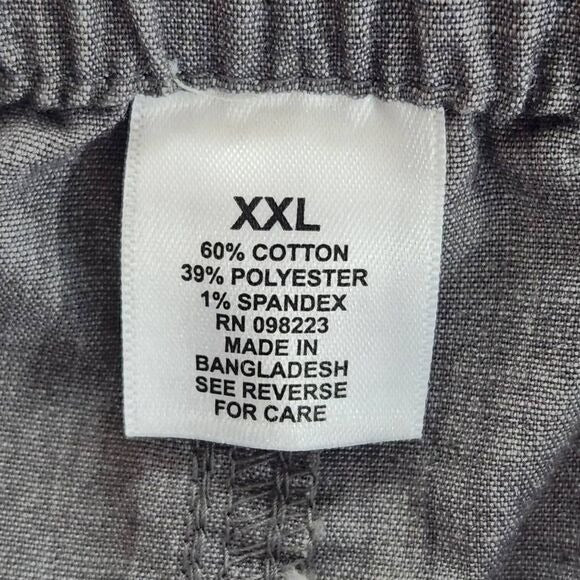 XXL
60% COTTON
39% POLYESTER
1% SPANDEX
RN 098223
MADE IN
BANGLADESH
SEE REVERSE
FOR CARE